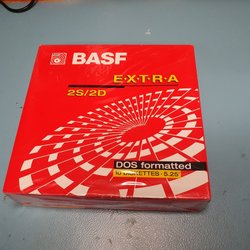 BASF
E·X·T·R·A
2S/2D
DOS formatted
10 DISKETTES · 5.25"